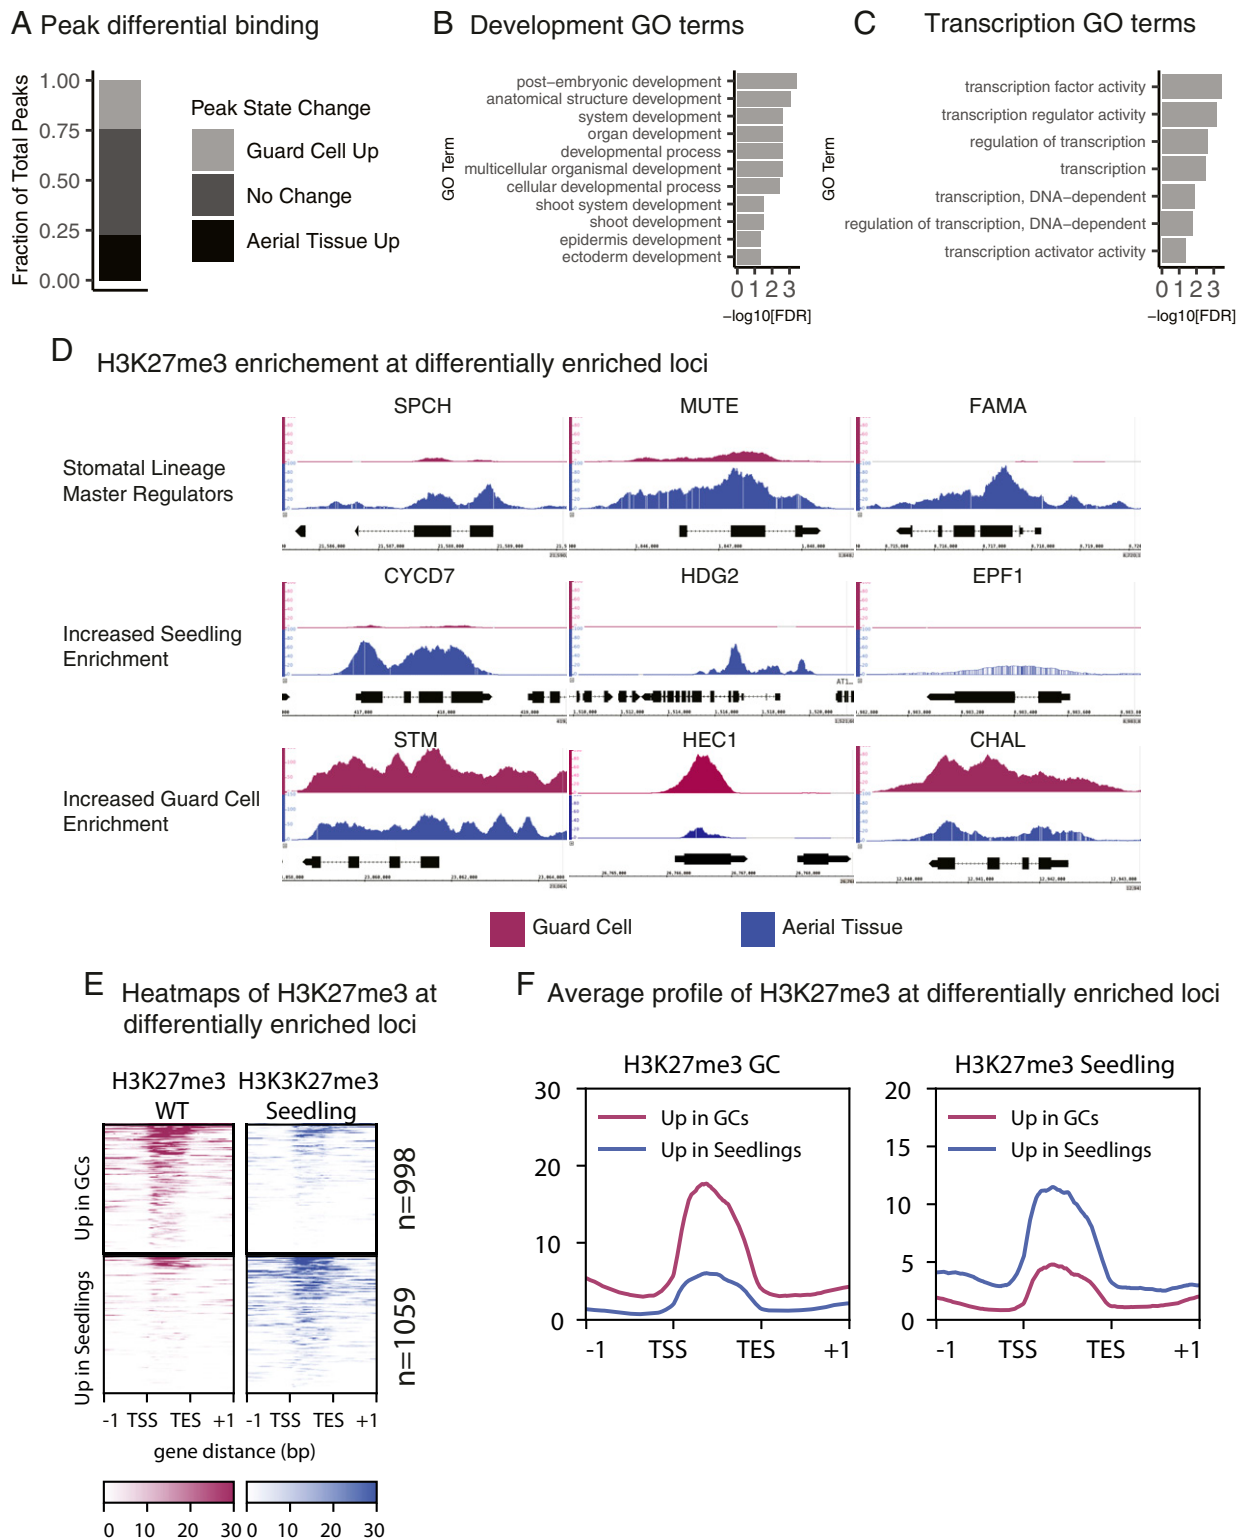 A Peak differential binding
Fraction of Total Peaks
1.00
0.75
0.50
0.25
0.00
Peak State Change
Guard Cell Up
No Change
Aerial Tissue Up
B Development GO terms
GO Term
post−embryonic development
anatomical structure development
system development
organ development
developmental process
multicellular organismal development
cellular developmental process
shoot system development
shoot development
epidermis development
ectoderm development
0 1 2 3
−log10[FDR]
C Transcription GO terms
GO Term
transcription factor activity
transcription regulator activity
regulation of transcription
transcription
transcription, DNA−dependent
regulation of transcription, DNA−dependent
transcription activator activity
0 1 2 3
−log10[FDR]
D H3K27me3 enrichement at differentially enriched loci
SPCH MUTE FAMA
Stomatal Lineage
Master Regulators
CYCD7 HDG2 EPF1
Increased Seedling
Enrichment
STM HEC1 CHAL
Increased Guard Cell
Enrichment
Guard Cell Aerial Tissue
E Heatmaps of H3K27me3 at
differentially enriched loci
H3K27me3 H3K3K27me3
WT Seedling
Up in GCs
n=998
Up in Seedlings
n=1059
-1 TSS TES +1 -1 TSS TES +1
gene distance (bp)
0 10 20 30 0 10 20 30
F Average profile of H3K27me3 at differentially enriched loci
H3K27me3 GC
30
20
10
0
Up in GCs
Up in Seedlings
-1 TSS TES +1
H3K27me3 Seedling
20
15
10
5
0
Up in GCs
Up in Seedlings
-1 TSS TES +1